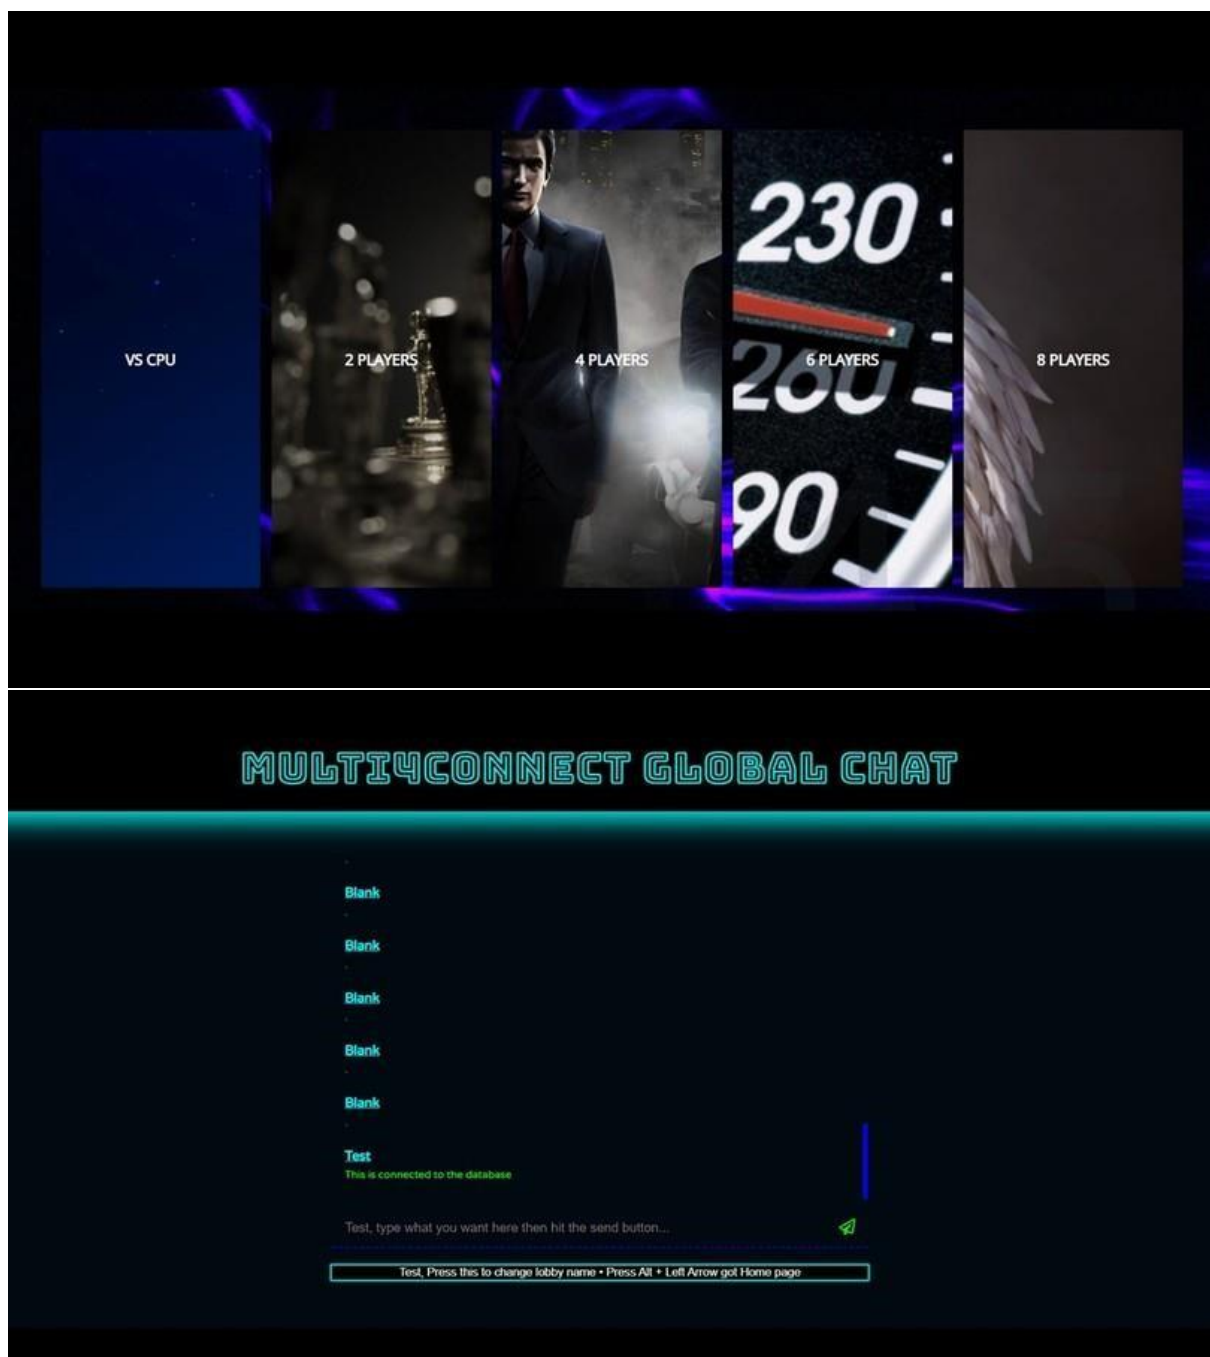 VS CPU
2 PLAYERS
4 PLAYERS
6 PLAYERS
8 PLAYERS
230
260
90
MULTI4CONNECT GLOBAL CHAT
Blank
Blank
Blank
Blank
Blank
Test
This is connected to the database
Test, type what you want here then hit the send button...
Test, Press this to change lobby name • Press Alt + Left Arrow got Home page